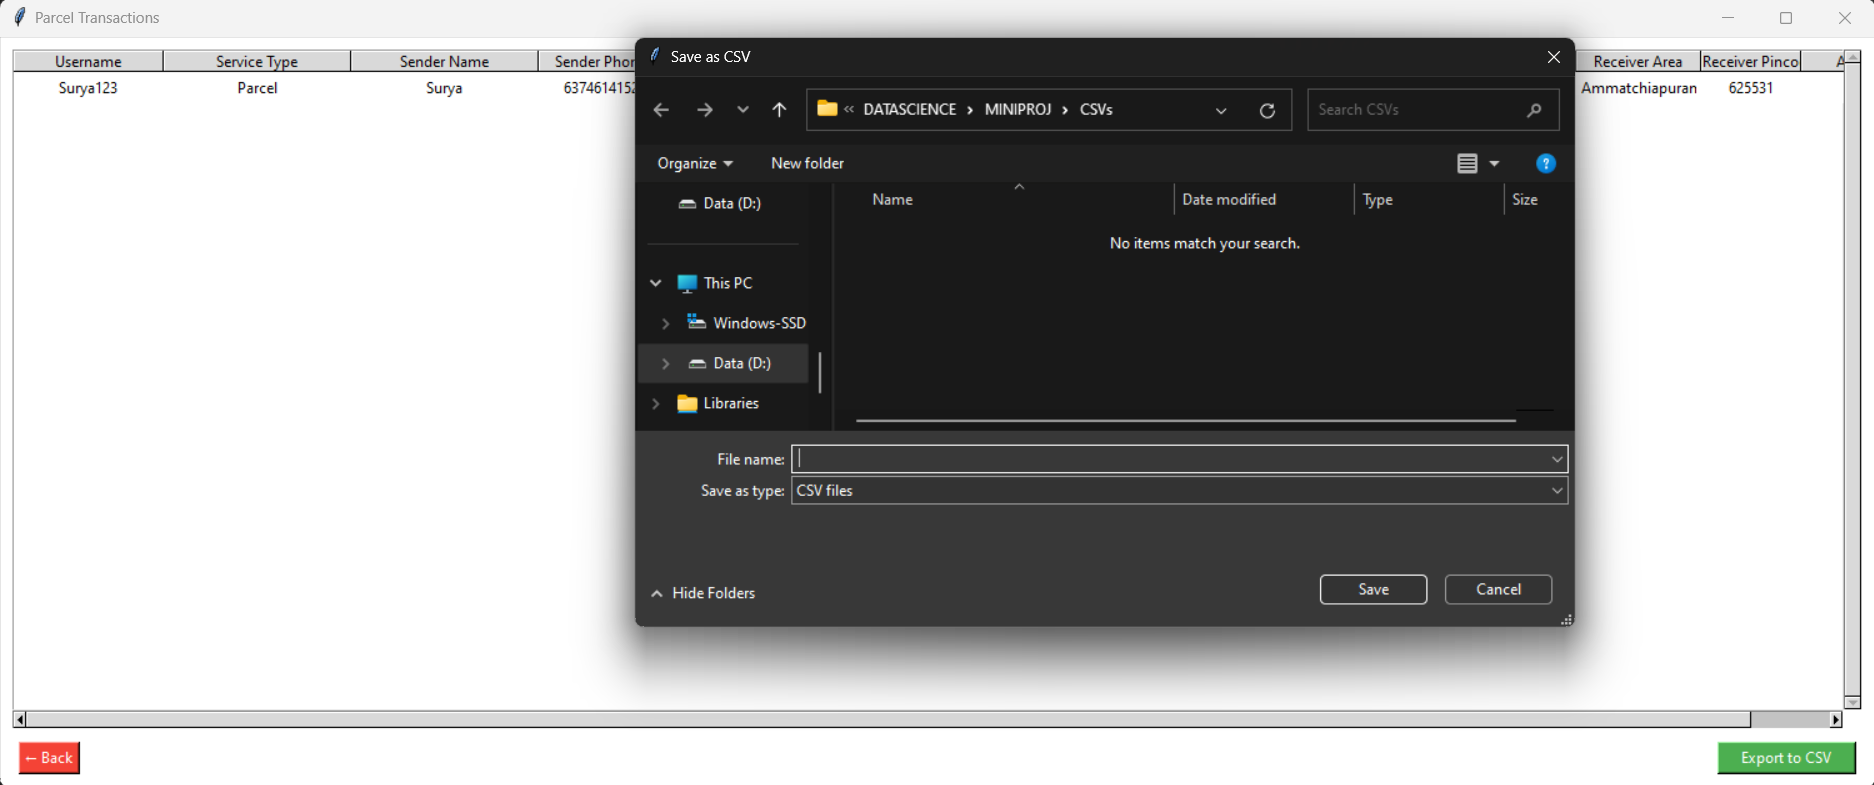 Parcel Transactions
Username Service Type Sender Name Sender Phor
Surya123 Parcel Surya 6374614152
Receiver Area Receiver Pinco A
Ammatchiapuran 625531
Save as CSV
« DATASCIENCE › MINIPROJ › CSVs
Search CSVs
Organize New folder
Data (D:)
This PC
Windows-SSD
Data (D:)
Libraries
Name Date modified Type Size
No items match your search.
File name:
Save as type: CSV files
Hide Folders
Save Cancel
← Back
Export to CSV